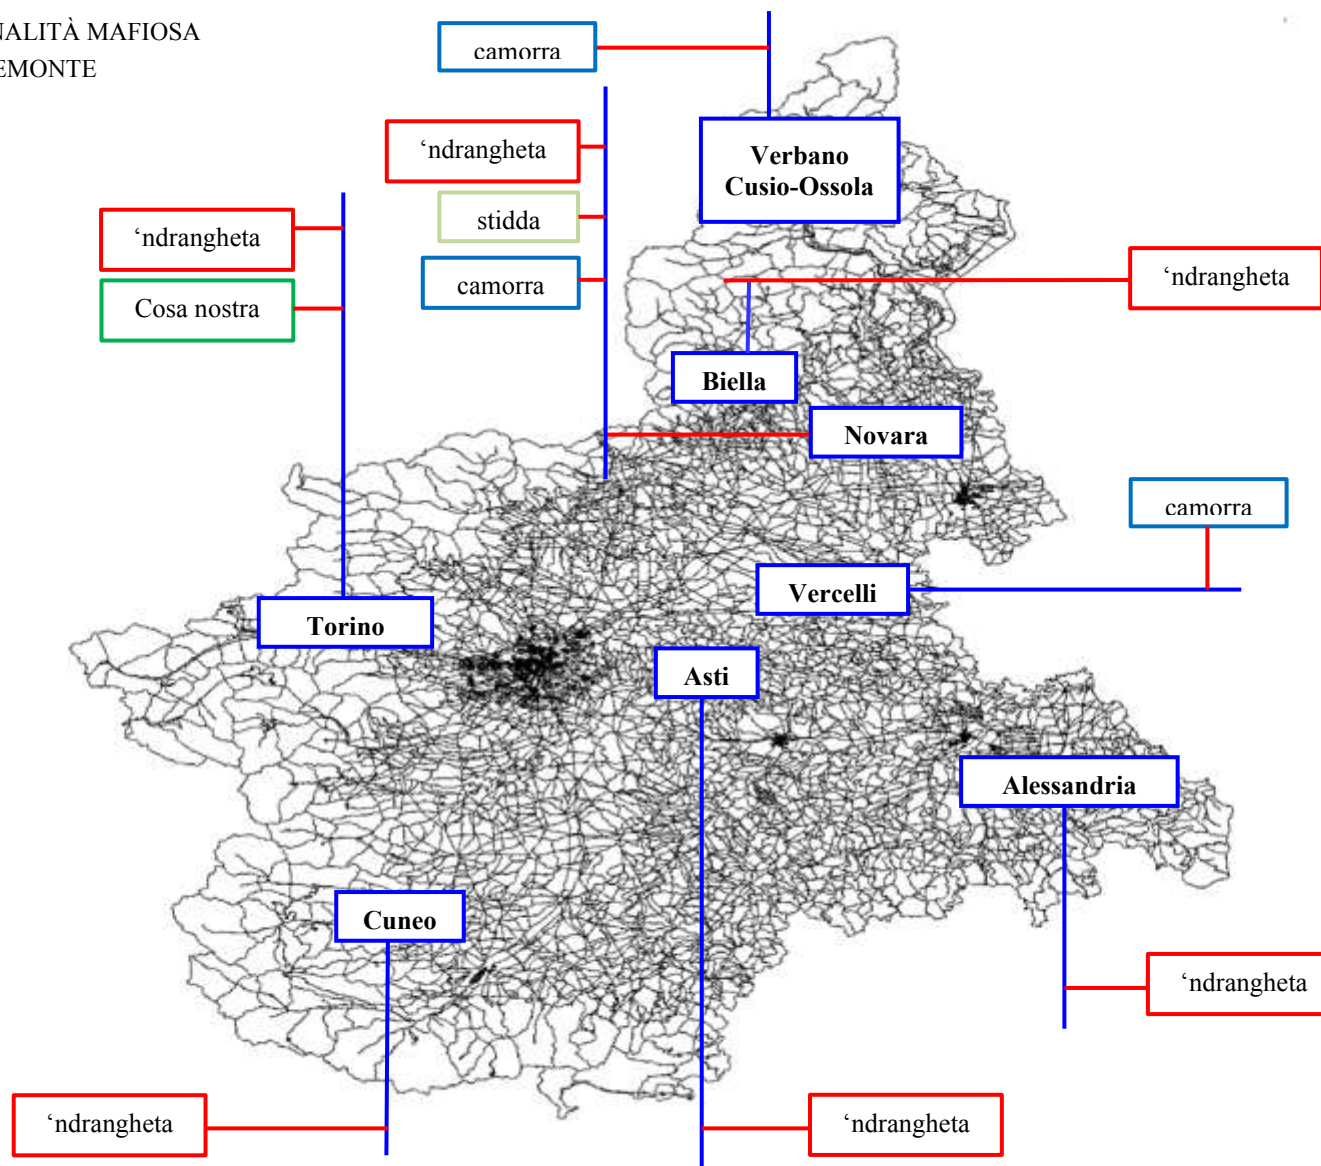 NALITÀ MAFIOSA
EMONTE
camorra
‘ndrangheta
Verbano
Cusio-Ossola
stidda
‘ndrangheta
camorra
‘ndrangheta
Cosa nostra
Biella
Novara
camorra
Vercelli
Torino
Asti
Alessandria
Cuneo
‘ndrangheta
‘ndrangheta
‘ndrangheta